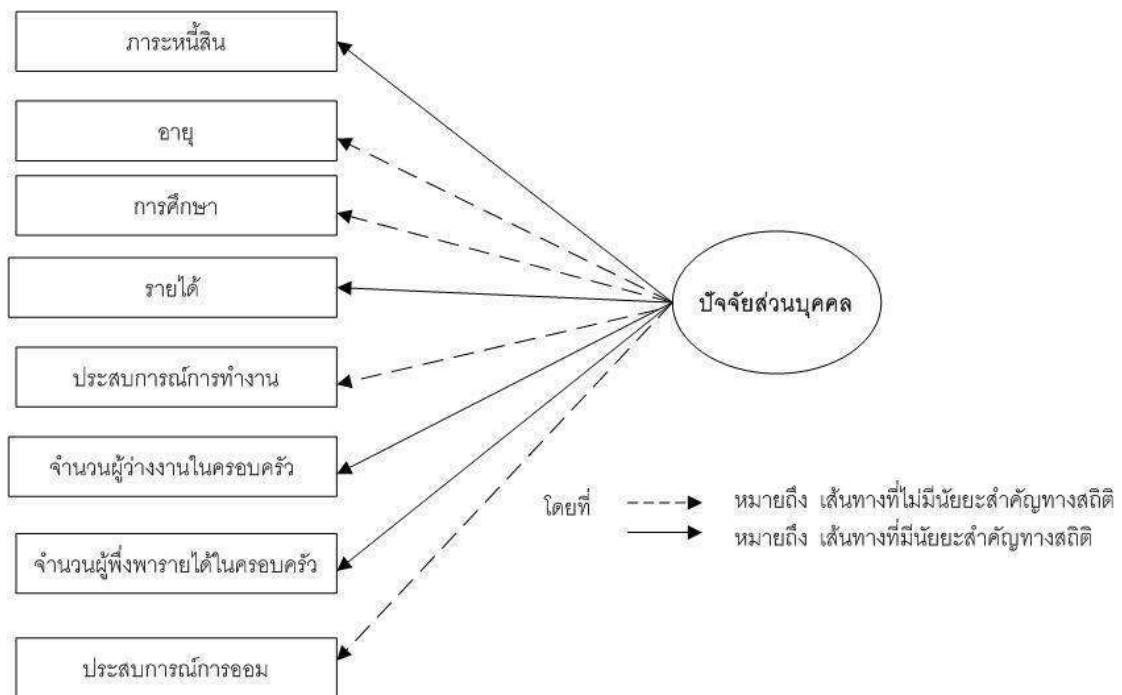 ภาระหนี้สิน
อายุ
การศึกษา
รายได้
ปัจจัยส่วนบุคคล
ประสบการณ์การทำงาน
จำนวนผู้ว่างงานในครอบครัว
โดยที่ หมายถึง เส้นทางที่ไม่มีนัยยะสำคัญทางสถิติ
หมายถึง เส้นทางที่มีนัยยะสำคัญทางสถิติ
จำนวนผู้พึ่งพารายได้ในครอบครัว
ประสบการณ์การออม